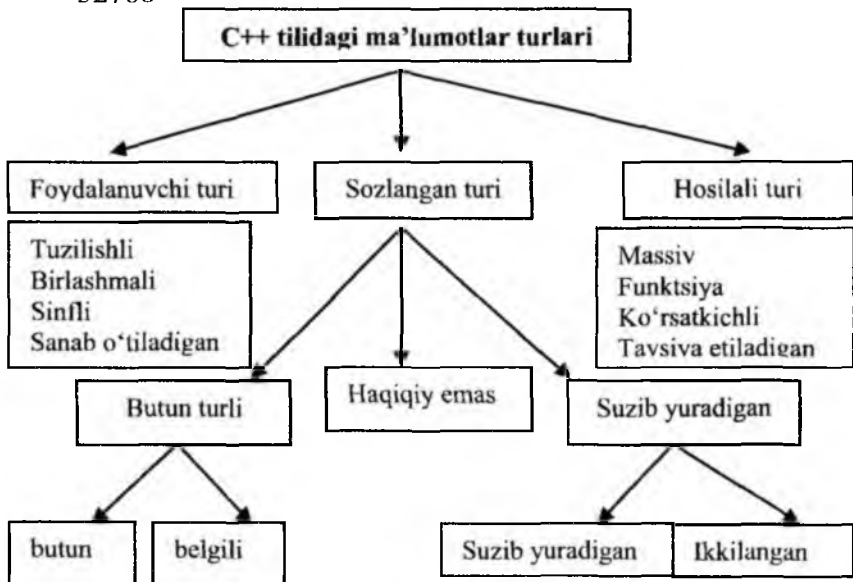 C++ tilidagi ma'lumotlar turlari
Foydalanuvchi turi
Sozlangan turi
Hosilali turi
Tuzilishli
Birlashmali
Sinfli
Sanab o‘tiladigan
Massiv
Funktsiya
Ko‘rsatkichli
Tavsiva etiladigan
Butun turli
Haqiqiy emas
Suzib yuradigan
butun
belgili
Suzib yuradigan
Ikkilangan